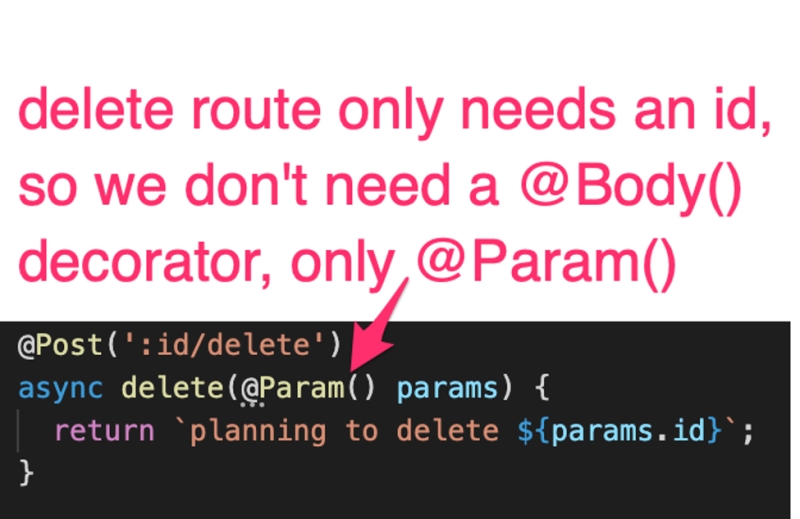 delete route only needs an id,
so we don't need a @Body()
decorator, only @Param()
@Post(':id/delete')
async delete(@Param() params) {
  return `planning to delete ${params.id}`;
}